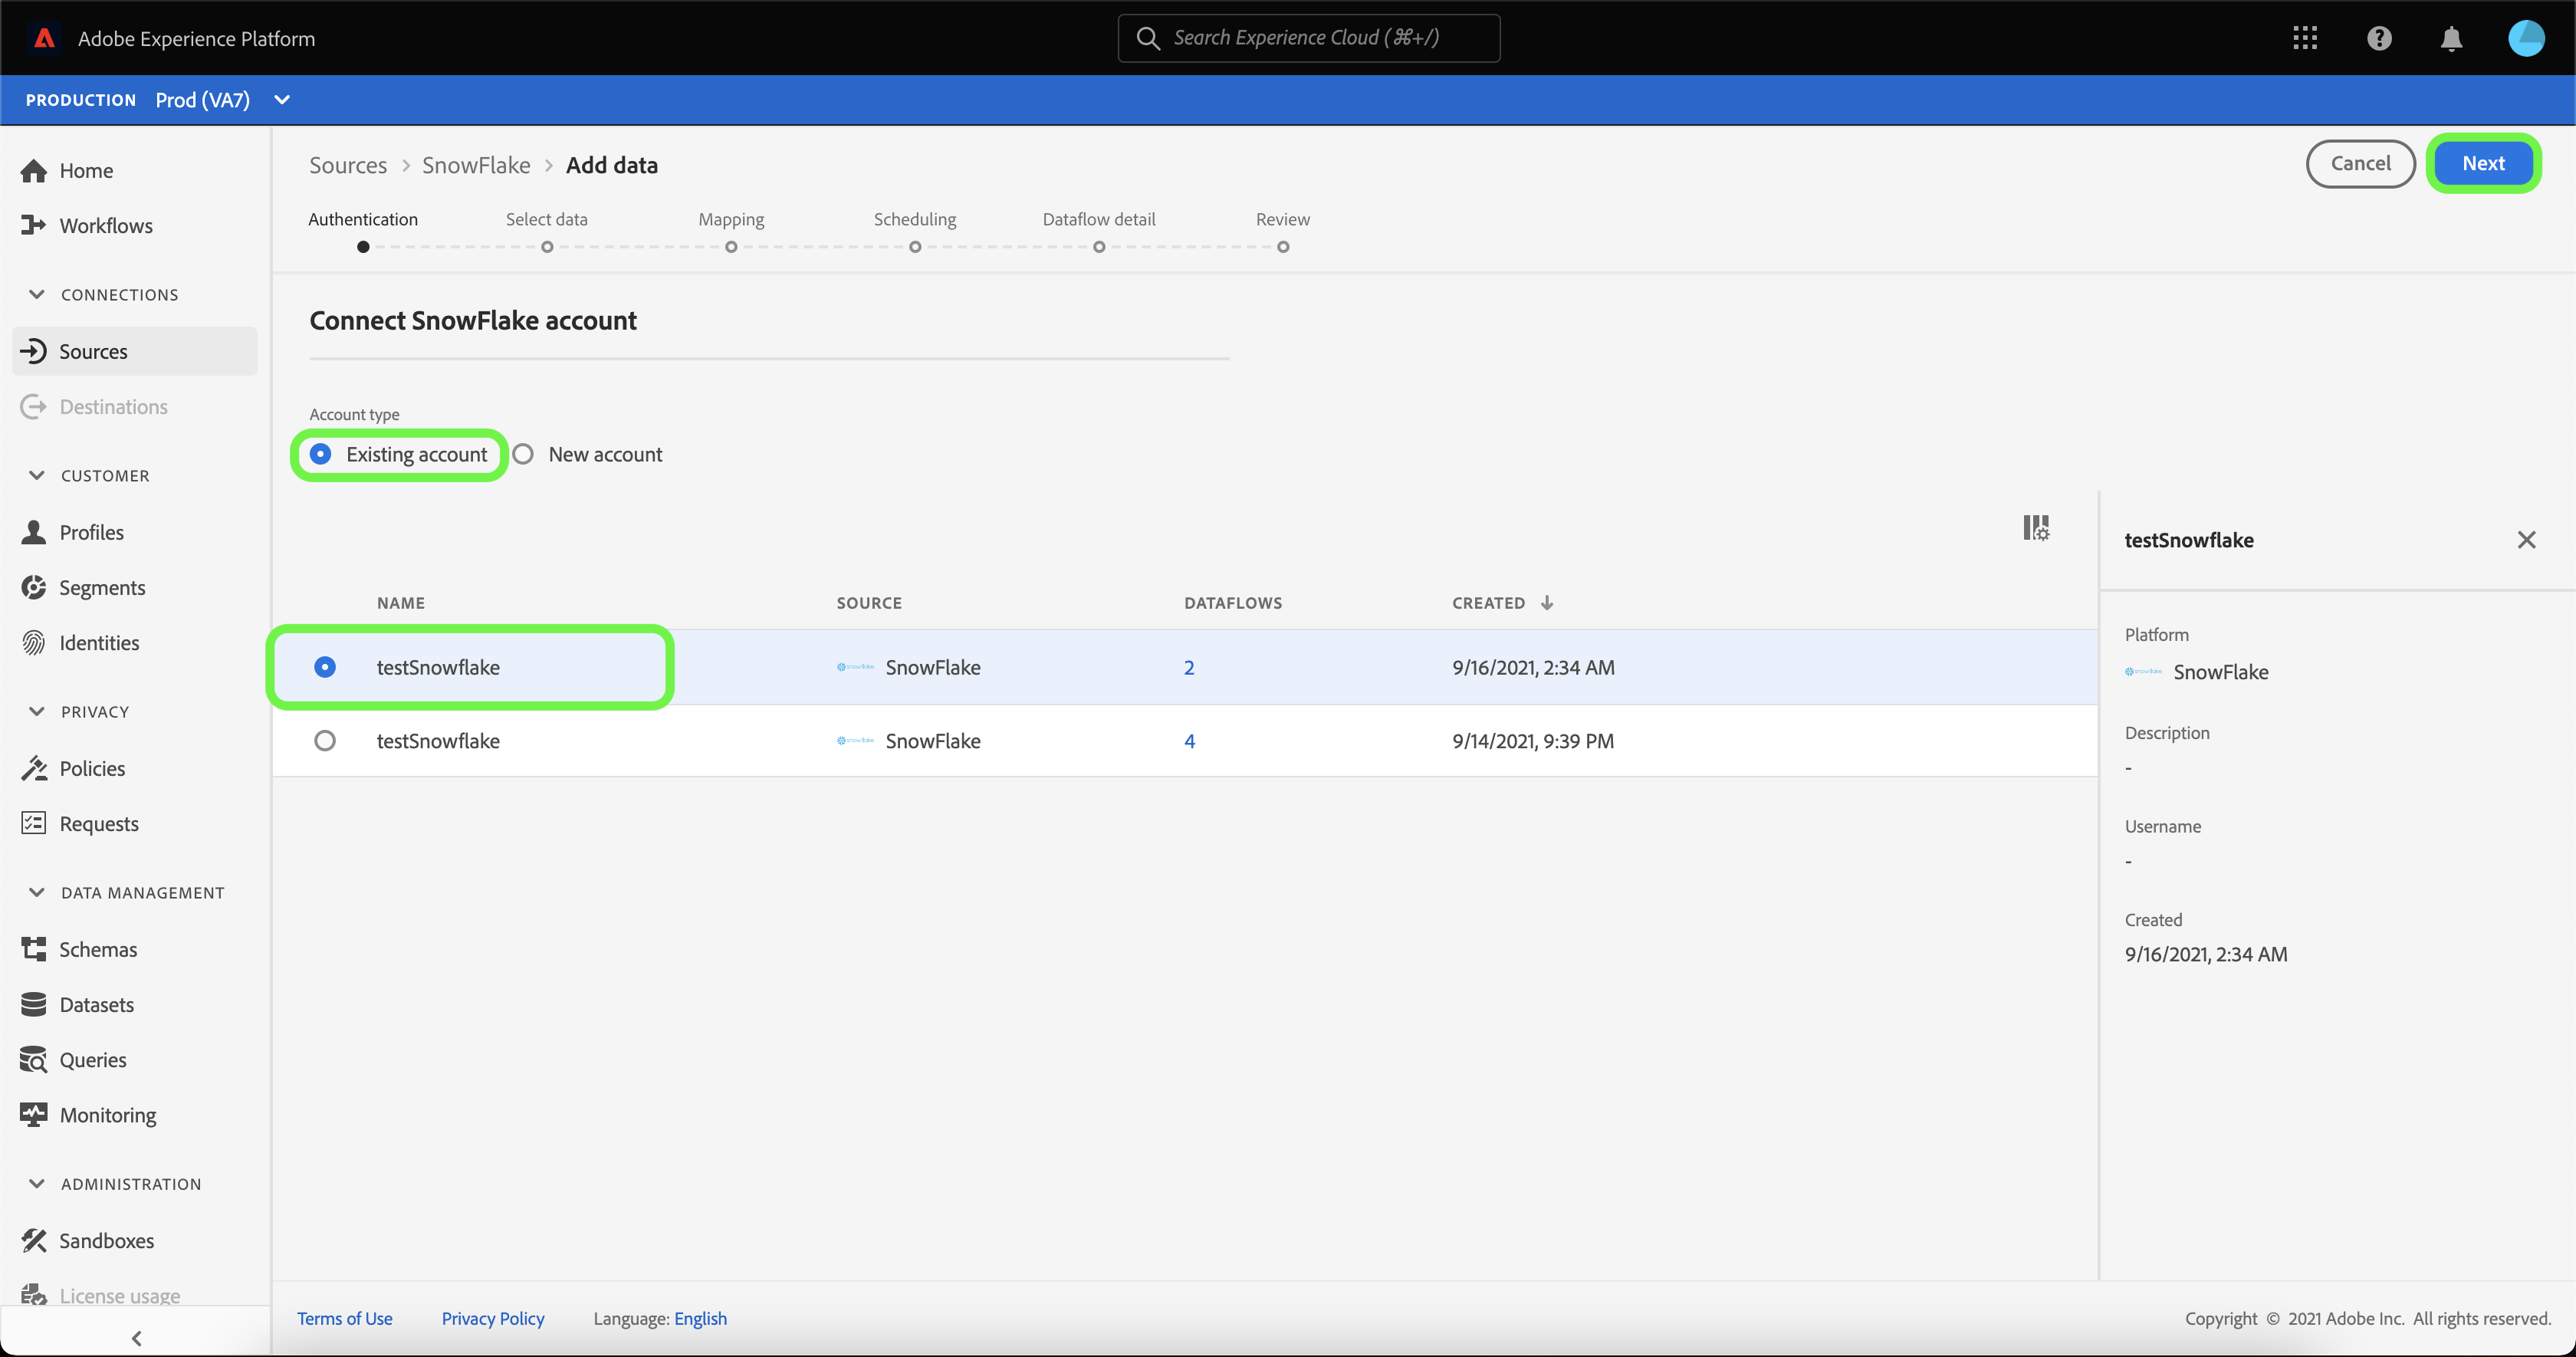 Adobe Experience Platform
Search Experience Cloud (⌘+/)
PRODUCTION Prod (VA7)
Home
Workflows
CONNECTIONS
Sources
Destinations
CUSTOMER
Profiles
Segments
Identities
PRIVACY
Policies
Requests
DATA MANAGEMENT
Schemas
Datasets
Queries
Monitoring
ADMINISTRATION
Sandboxes
License usage
Sources > SnowFlake > Add data
Cancel
Next
Authentication Select data Mapping Scheduling Dataflow detail Review
Connect SnowFlake account
Account type
Existing account New account
NAME SOURCE DATAFLOWS CREATED
testSnowflake snowflake SnowFlake 2 9/16/2021, 2:34 AM
testSnowflake snowflake SnowFlake 4 9/14/2021, 9:39 PM
testSnowflake
Platform
snowflake SnowFlake
Description
-
Username
-
Created
9/16/2021, 2:34 AM
Terms of Use Privacy Policy Language: English
Copyright © 2021 Adobe Inc. All rights reserved.